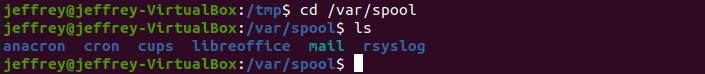 jeffrey@jeffrey-VirtualBox:/tmp$ cd /var/spool
jeffrey@jeffrey-VirtualBox:/var/spool$ ls
anacron  cron  cups  libreoffice  mail  rsyslog
jeffrey@jeffrey-VirtualBox:/var/spool$